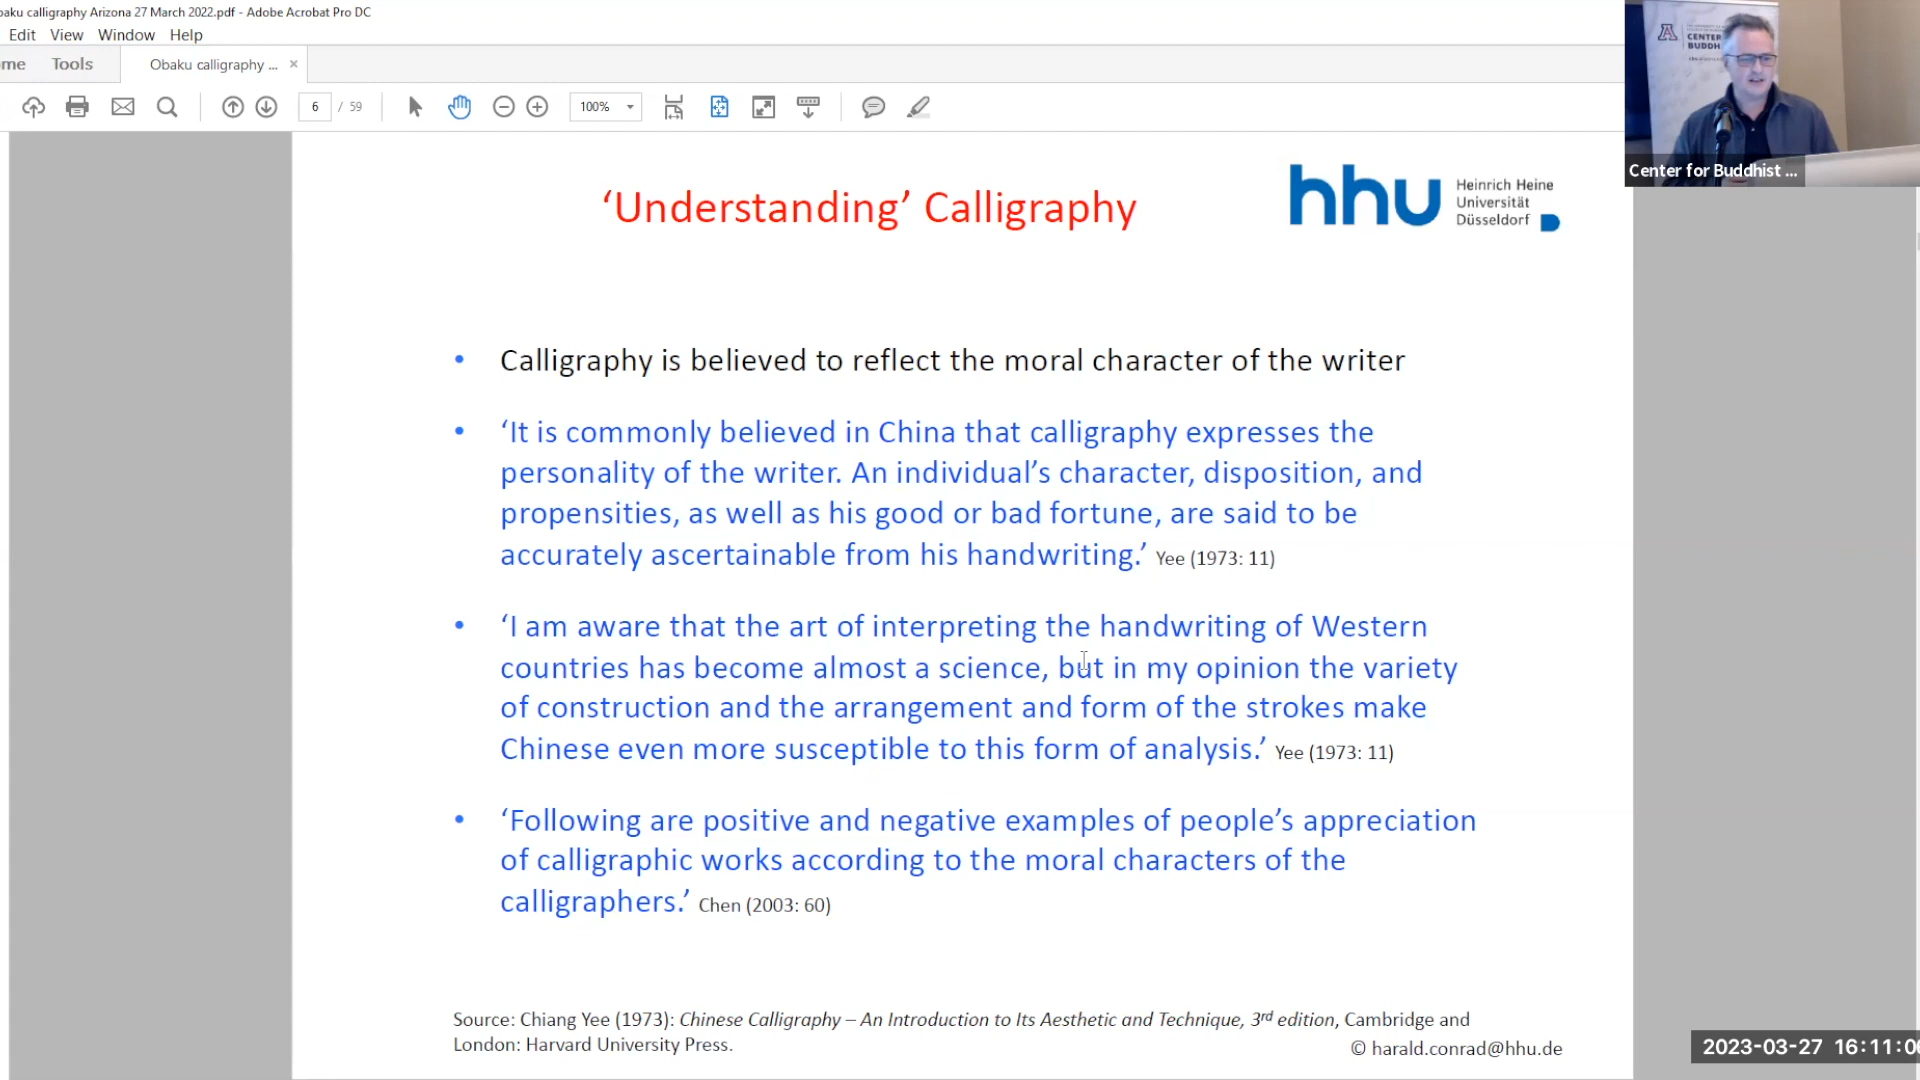 baku calligraphy Arizona 27 March 2022.pdf - Adobe Acrobat Pro DC
Edit View Window Help
me Tools Obaku calligraphy ... ×
6 / 59 100%
CENTER
BUDDH
Center for Buddhist ...
'Understanding' Calligraphy
hhu Heinrich Heine
Universität
Düsseldorf
• Calligraphy is believed to reflect the moral character of the writer
• 'It is commonly believed in China that calligraphy expresses the
personality of the writer. An individual's character, disposition, and
propensities, as well as his good or bad fortune, are said to be
accurately ascertainable from his handwriting.' Yee (1973: 11)
• 'I am aware that the art of interpreting the handwriting of Western
countries has become almost a science, but in my opinion the variety
of construction and the arrangement and form of the strokes make
Chinese even more susceptible to this form of analysis.' Yee (1973: 11)
• 'Following are positive and negative examples of people's appreciation
of calligraphic works according to the moral characters of the
calligraphers.' Chen (2003: 60)
Source: Chiang Yee (1973): Chinese Calligraphy – An Introduction to Its Aesthetic and Technique, 3rd edition, Cambridge and
London: Harvard University Press.
© harald.conrad@hhu.de
2023-03-27 16:11:0